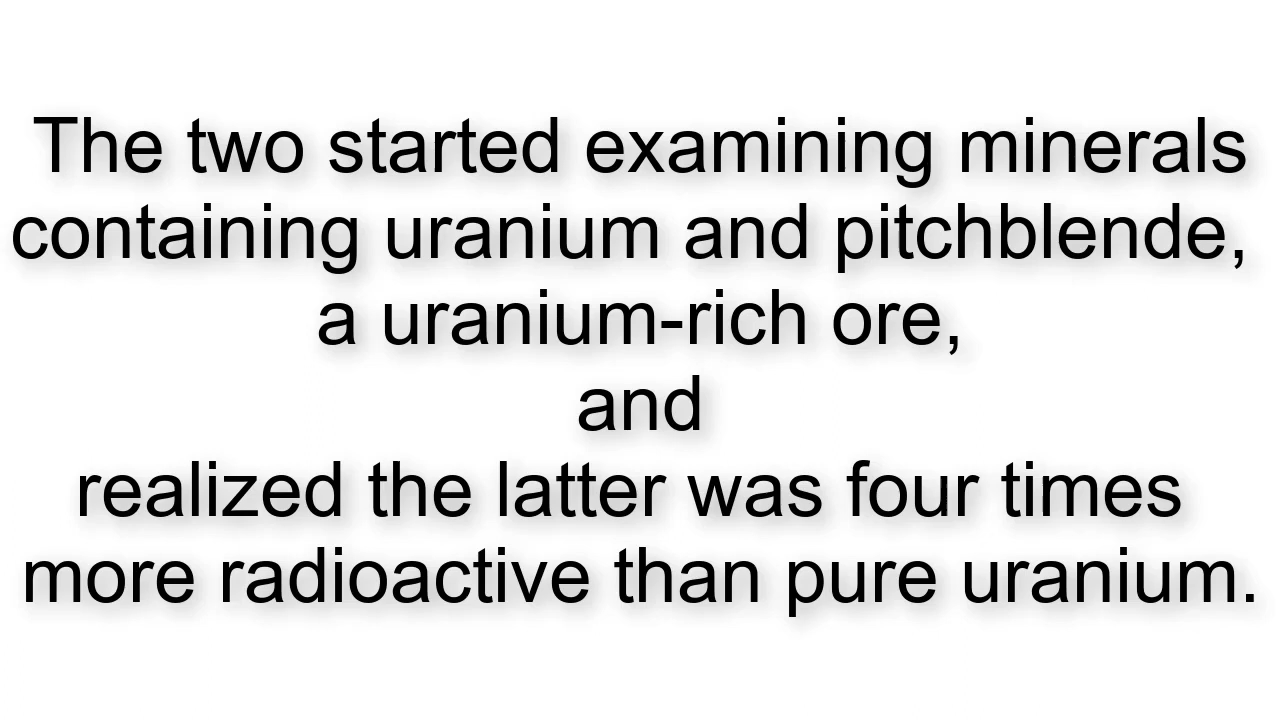 The two started examining minerals
containing uranium and pitchblende,
a uranium-rich ore,
and
realized the latter was four times
more radioactive than pure uranium.